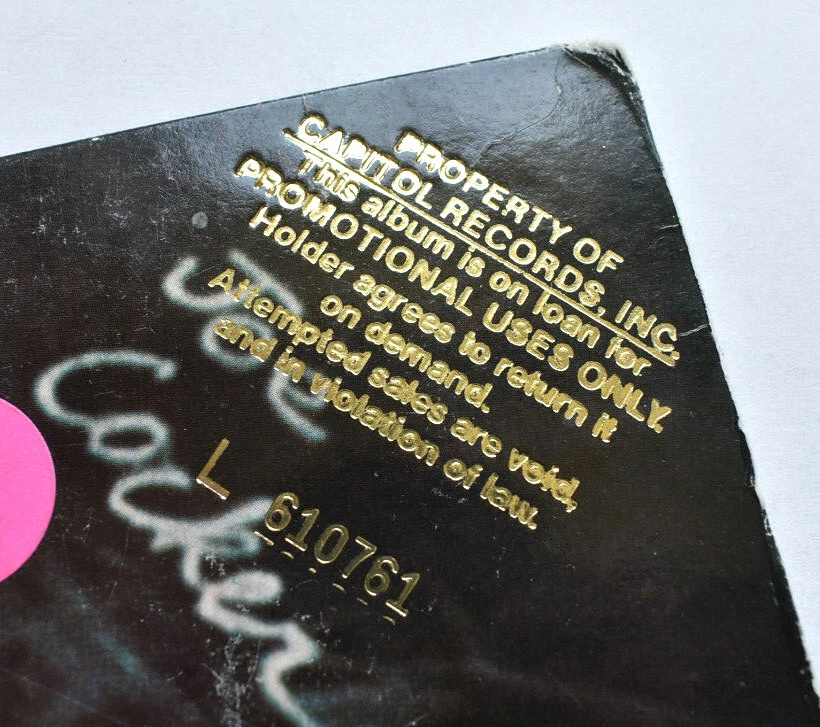 PROPERTY OF
CAPITOL RECORDS, INC.
This album is on loan for
PROMOTIONAL USES ONLY.
Holder agrees to return it
on demand.
Attempted sales are void,
and in violation of law.
L 610761
Joe
Cocker